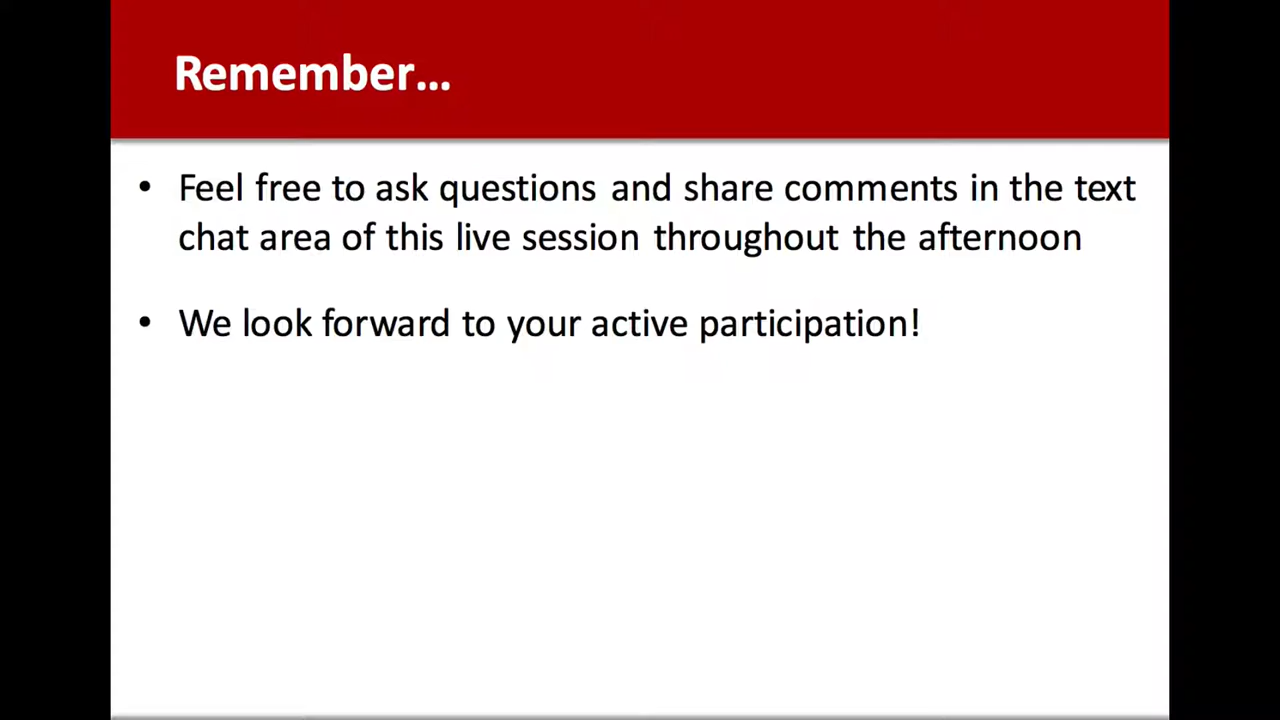 Remember...
• Feel free to ask questions and share comments in the text
chat area of this live session throughout the afternoon
• We look forward to your active participation!